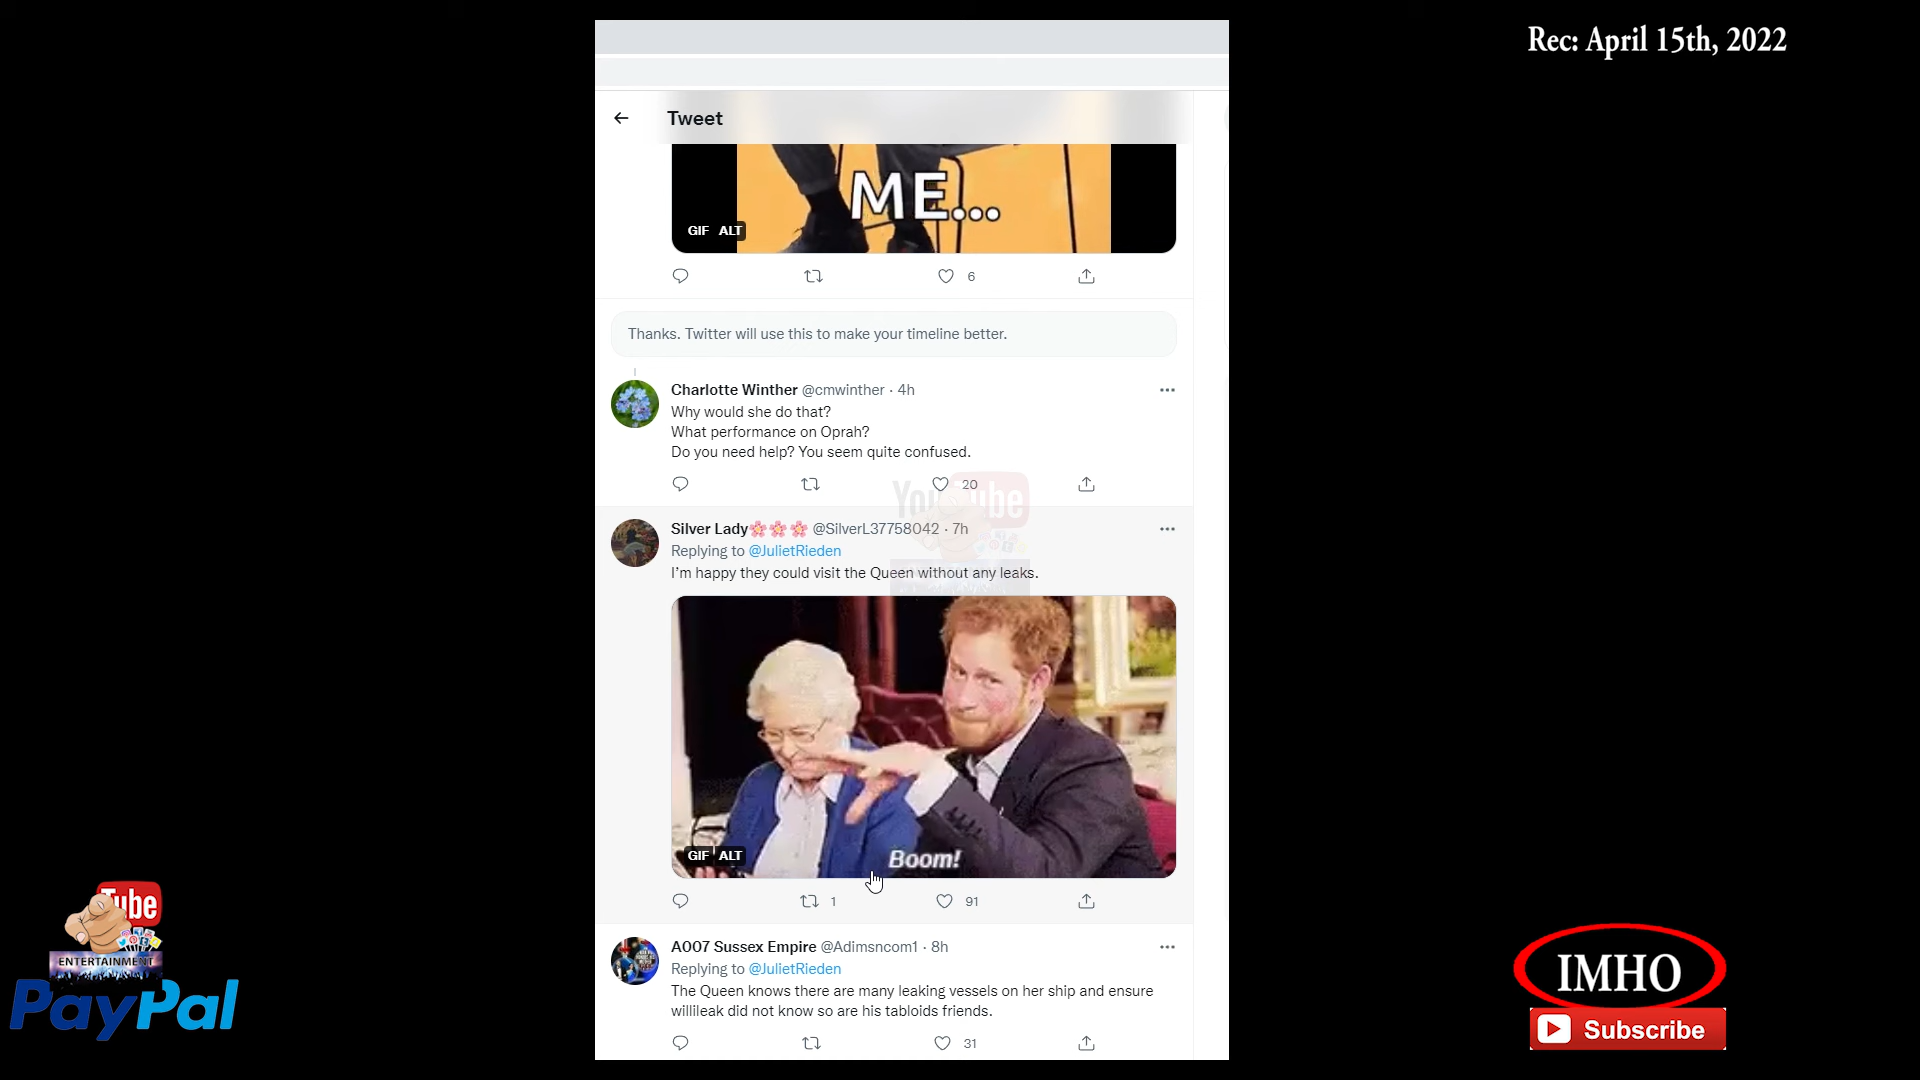 Rec: April 15th, 2022
Tweet
ME...
GIF ALT
6
Thanks. Twitter will use this to make your timeline better.
Charlotte Winther @cmwinther · 4h
Why would she do that?
What performance on Oprah?
Do you need help? You seem quite confused.
20
YouTube
Silver Lady🌸🌸🌸 @SilverL37758042 · 7h
Replying to @JulietRieden
I'm happy they could visit the Queen without any leaks.
GIF ALT
Boom!
1
91
A007 Sussex Empire @Adimsncom1 · 8h
Replying to @JulietRieden
The Queen knows there are many leaking vessels on her ship and ensure
willileak did not know so are his tabloids friends.
31
Tube
ENTERTAINMENT
PayPal
IMHO
Subscribe